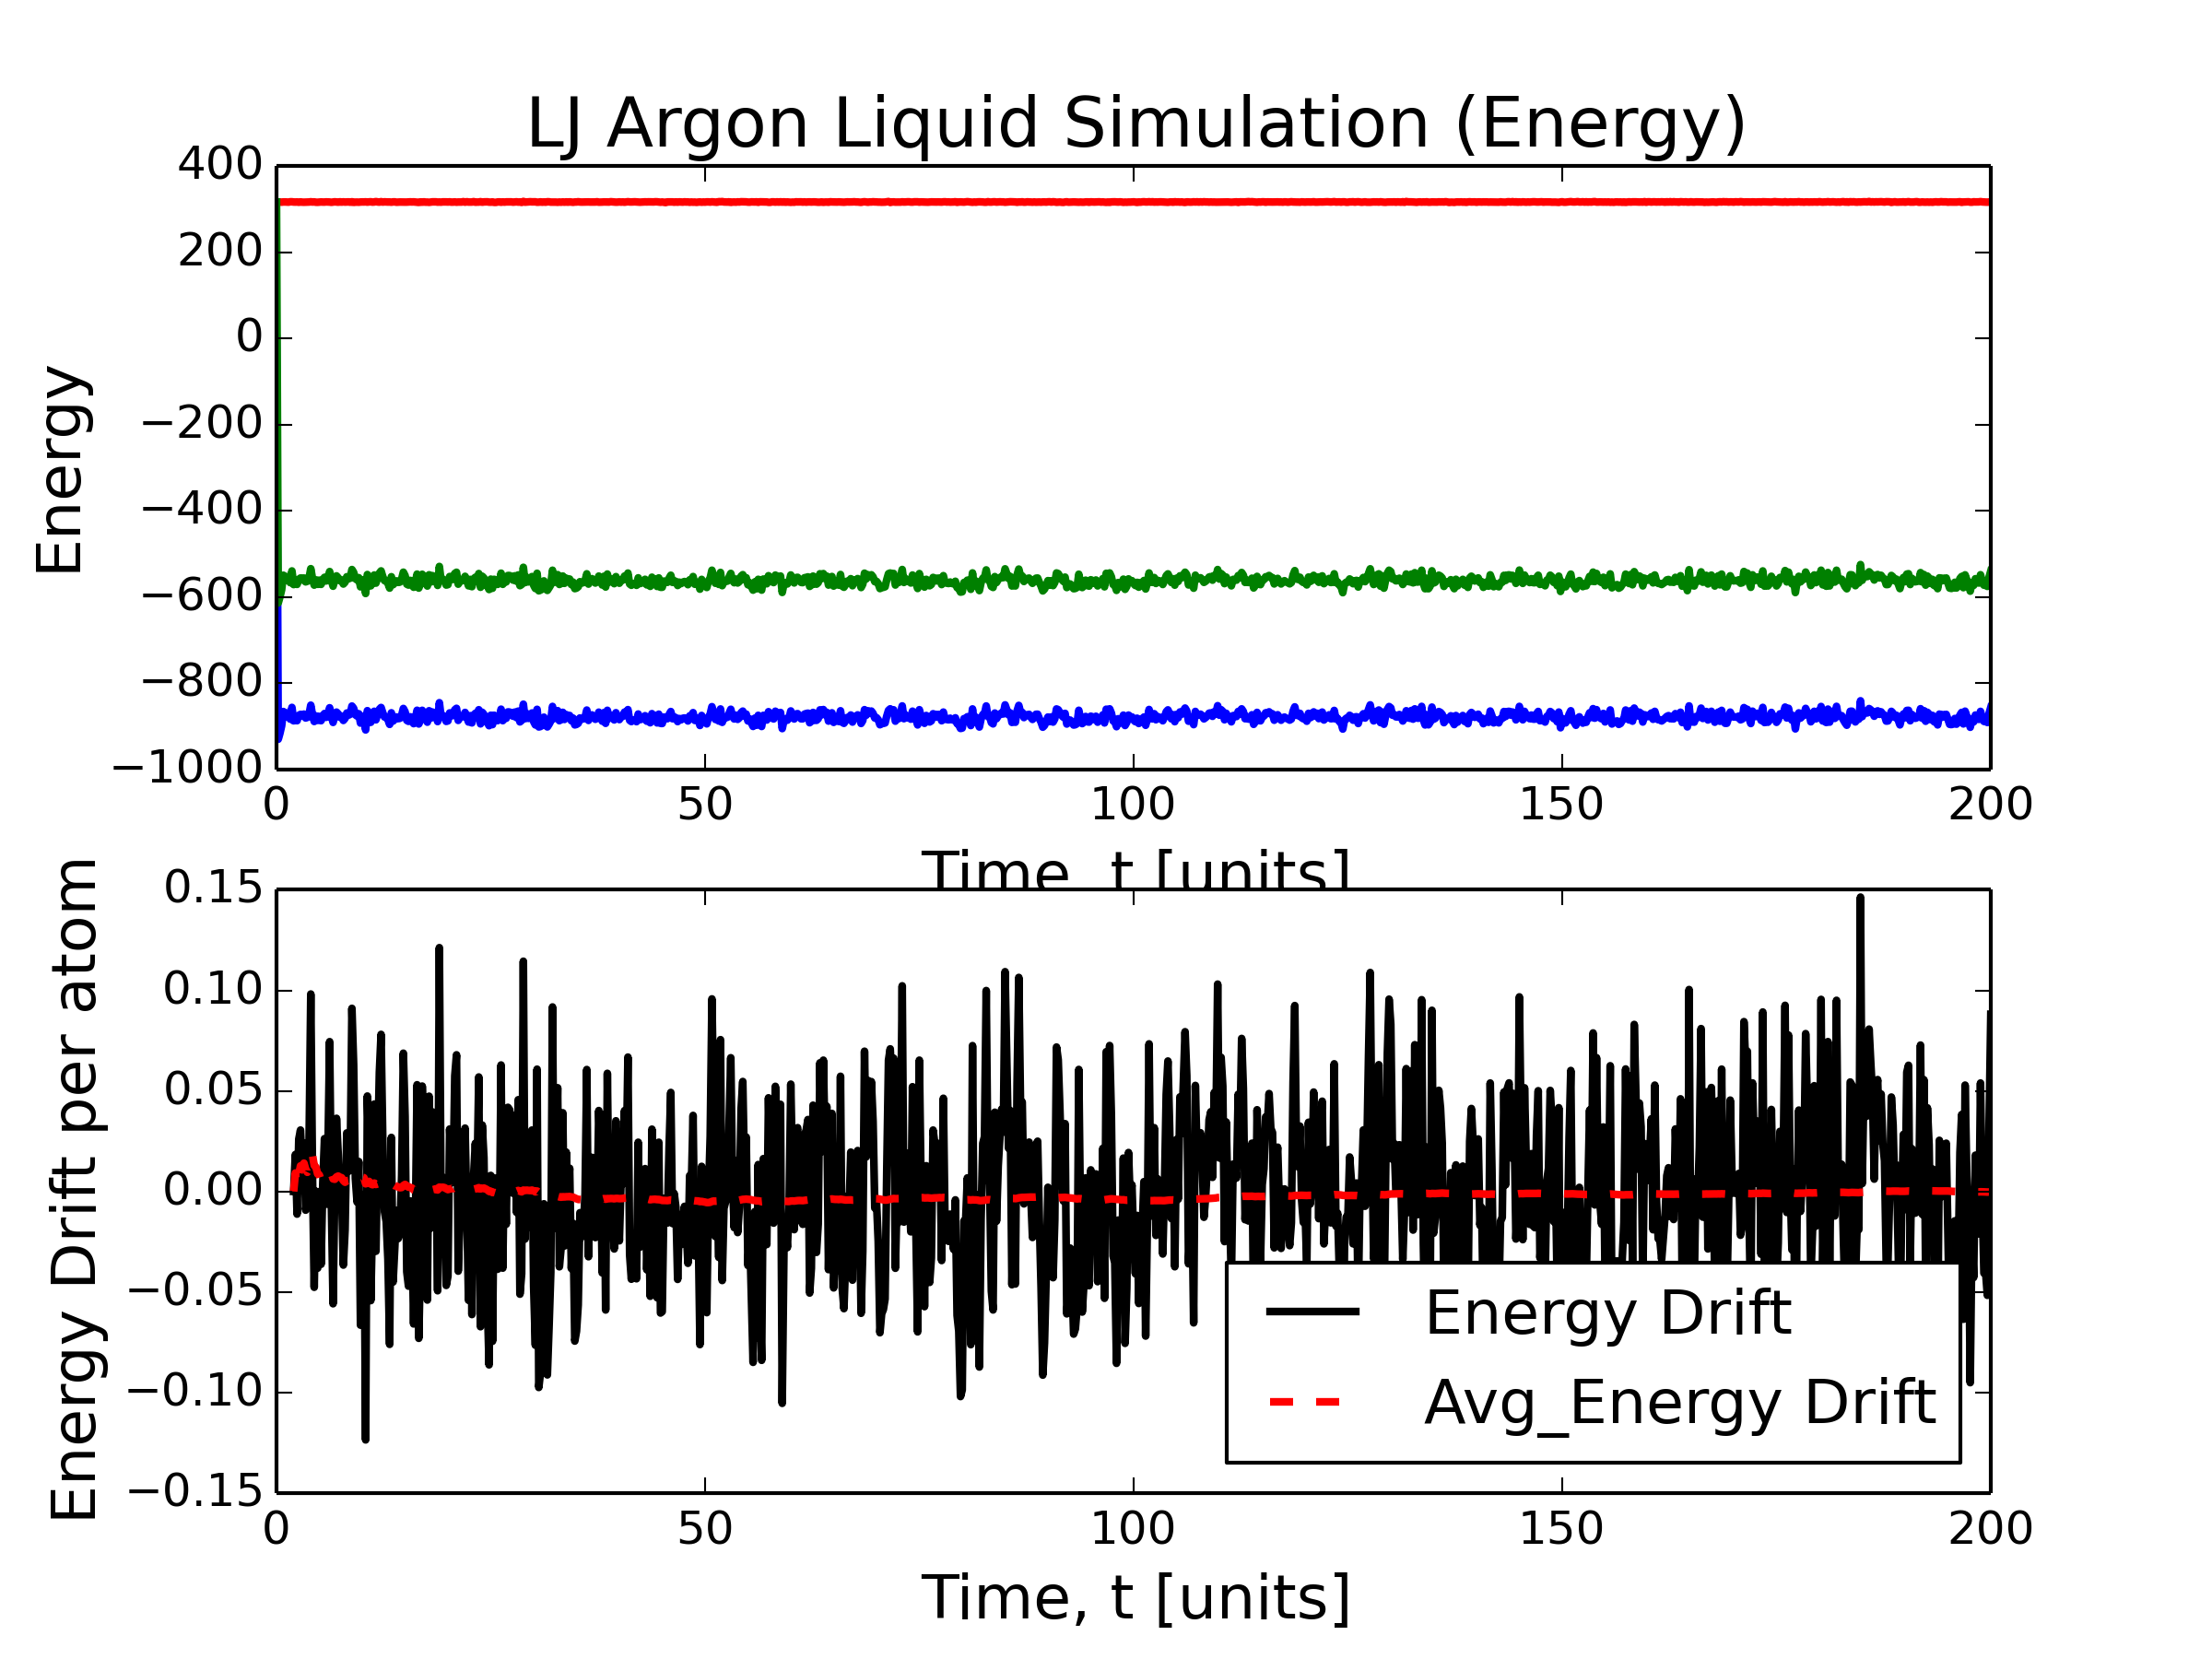 LJ Argon Liquid Simulation (Energy)
400
200
0
−200
−400
−600
−800
−1000
Energy
0 50 100 150 200
Time, t [units]
0.15
0.10
0.05
0.00
−0.05
−0.10
−0.15
Energy Drift per atom
Energy Drift
Avg_Energy Drift
0 50 100 150 200
Time, t [units]